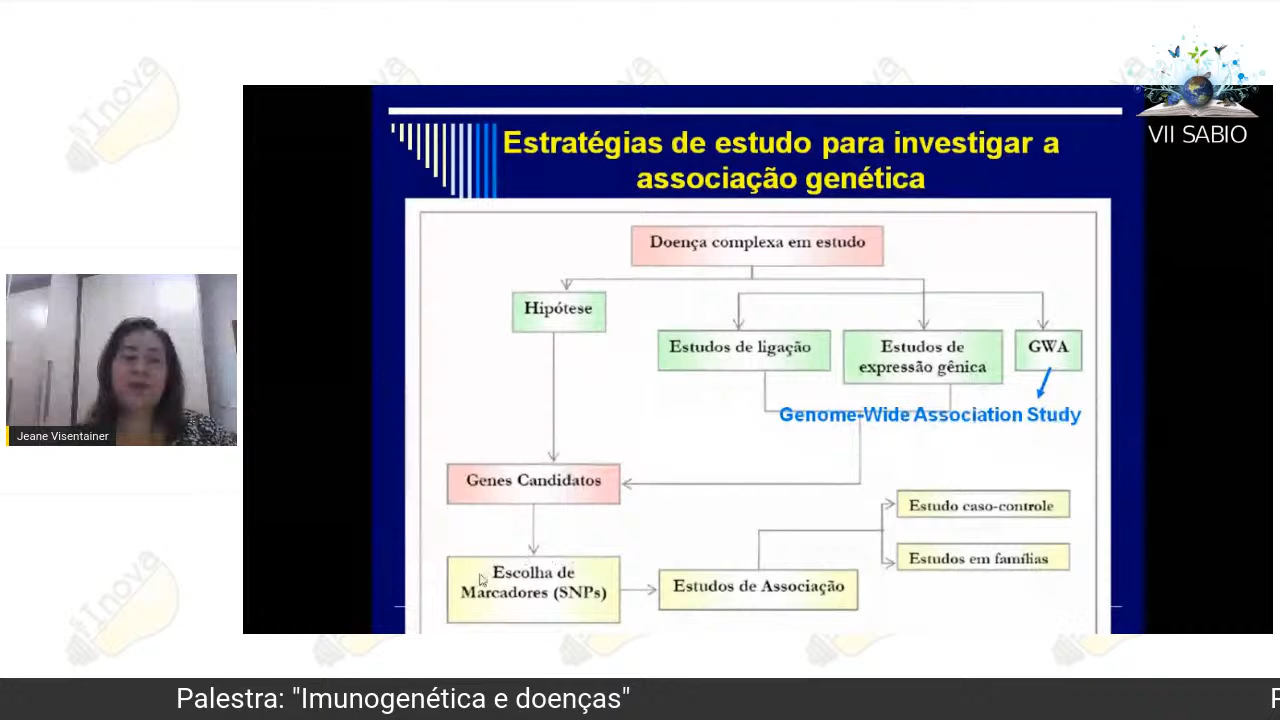 VII SABIO
Estratégias de estudo para investigar a
associação genética
Doença complexa em estudo
Hipótese
Estudos de ligação
Estudos de
expressão gênica
GWA
Genome-Wide Association Study
Genes Candidatos
Estudo caso-controle
Estudos em famílias
Escolha de
Marcadores (SNPs)
Estudos de Associação
Jeane Visentainer
Palestra: "Imunogenética e doenças"